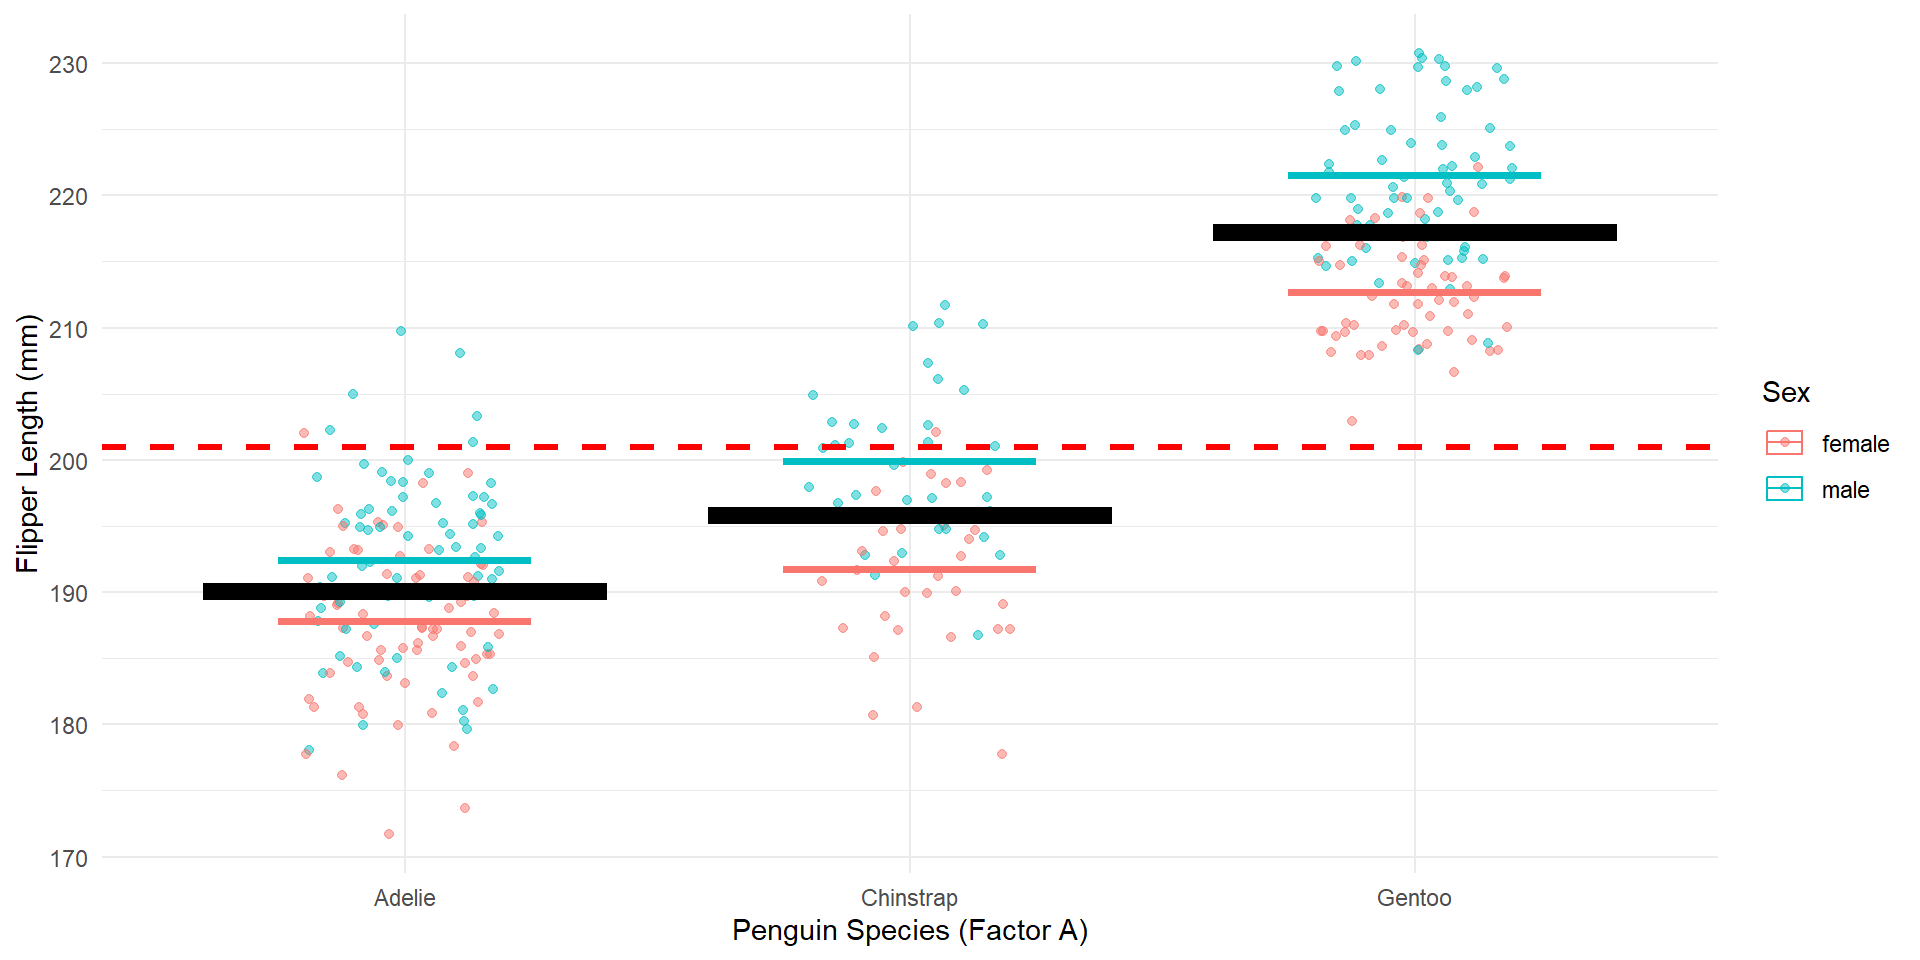 230
220
210
200
190
180
170
Flipper Length (mm)
Adelie
Chinstrap
Gentoo
Penguin Species (Factor A)
Sex
female
male